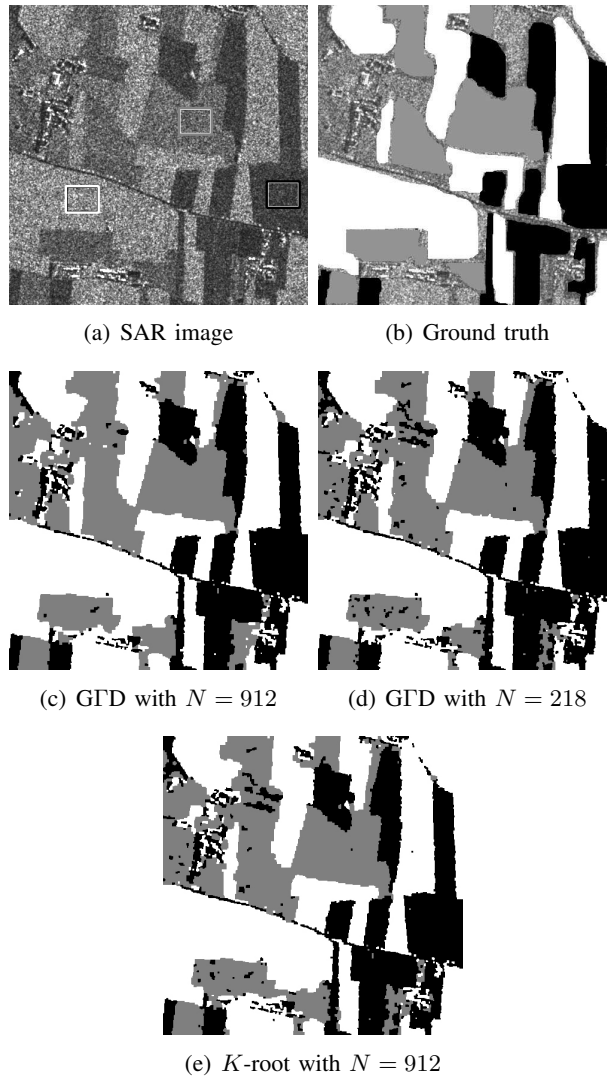 (a) SAR image
(b) Ground truth
(c) GΓD with N = 912
(d) GΓD with N = 218
(e) K-root with N = 912